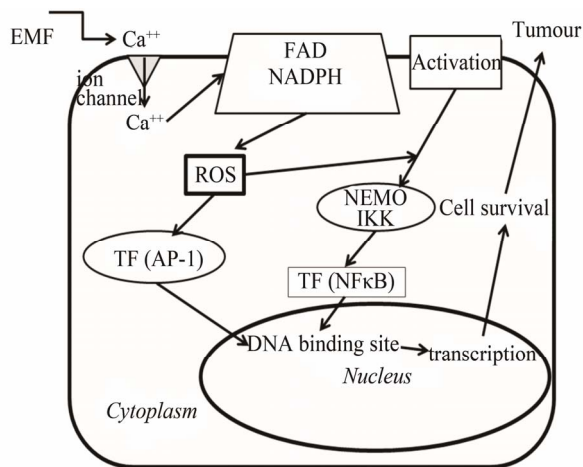 EMF
Ca⁺⁺
ion
channel
Ca⁺⁺
FAD
NADPH
Activation
Tumour
ROS
NEMO
IKK
Cell survival
TF (AP-1)
TF (NFκB)
DNA binding site
transcription
Nucleus
Cytoplasm